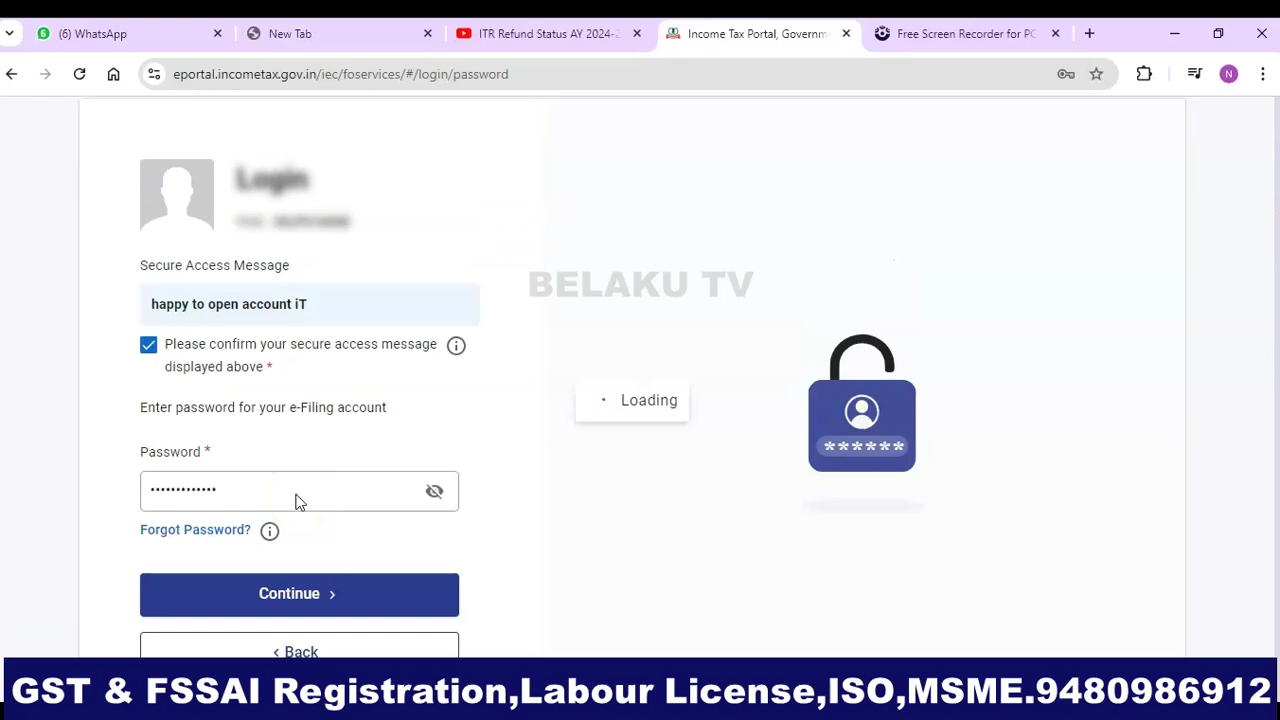 (6) WhatsApp
New Tab
ITR Refund Status AY 2024-2
Income Tax Portal, Governm
Free Screen Recorder for PC
eportal.incometax.gov.in/iec/foservices/#/login/password
N
Login
Secure Access Message
happy to open account iT
BELAKU TV
Please confirm your secure access message
displayed above *
Loading
Enter password for your e-Filing account
Password *
******
Forgot Password?
Continue >
< Back
GST & FSSAI Registration,Labour License,ISO,MSME.9480986912